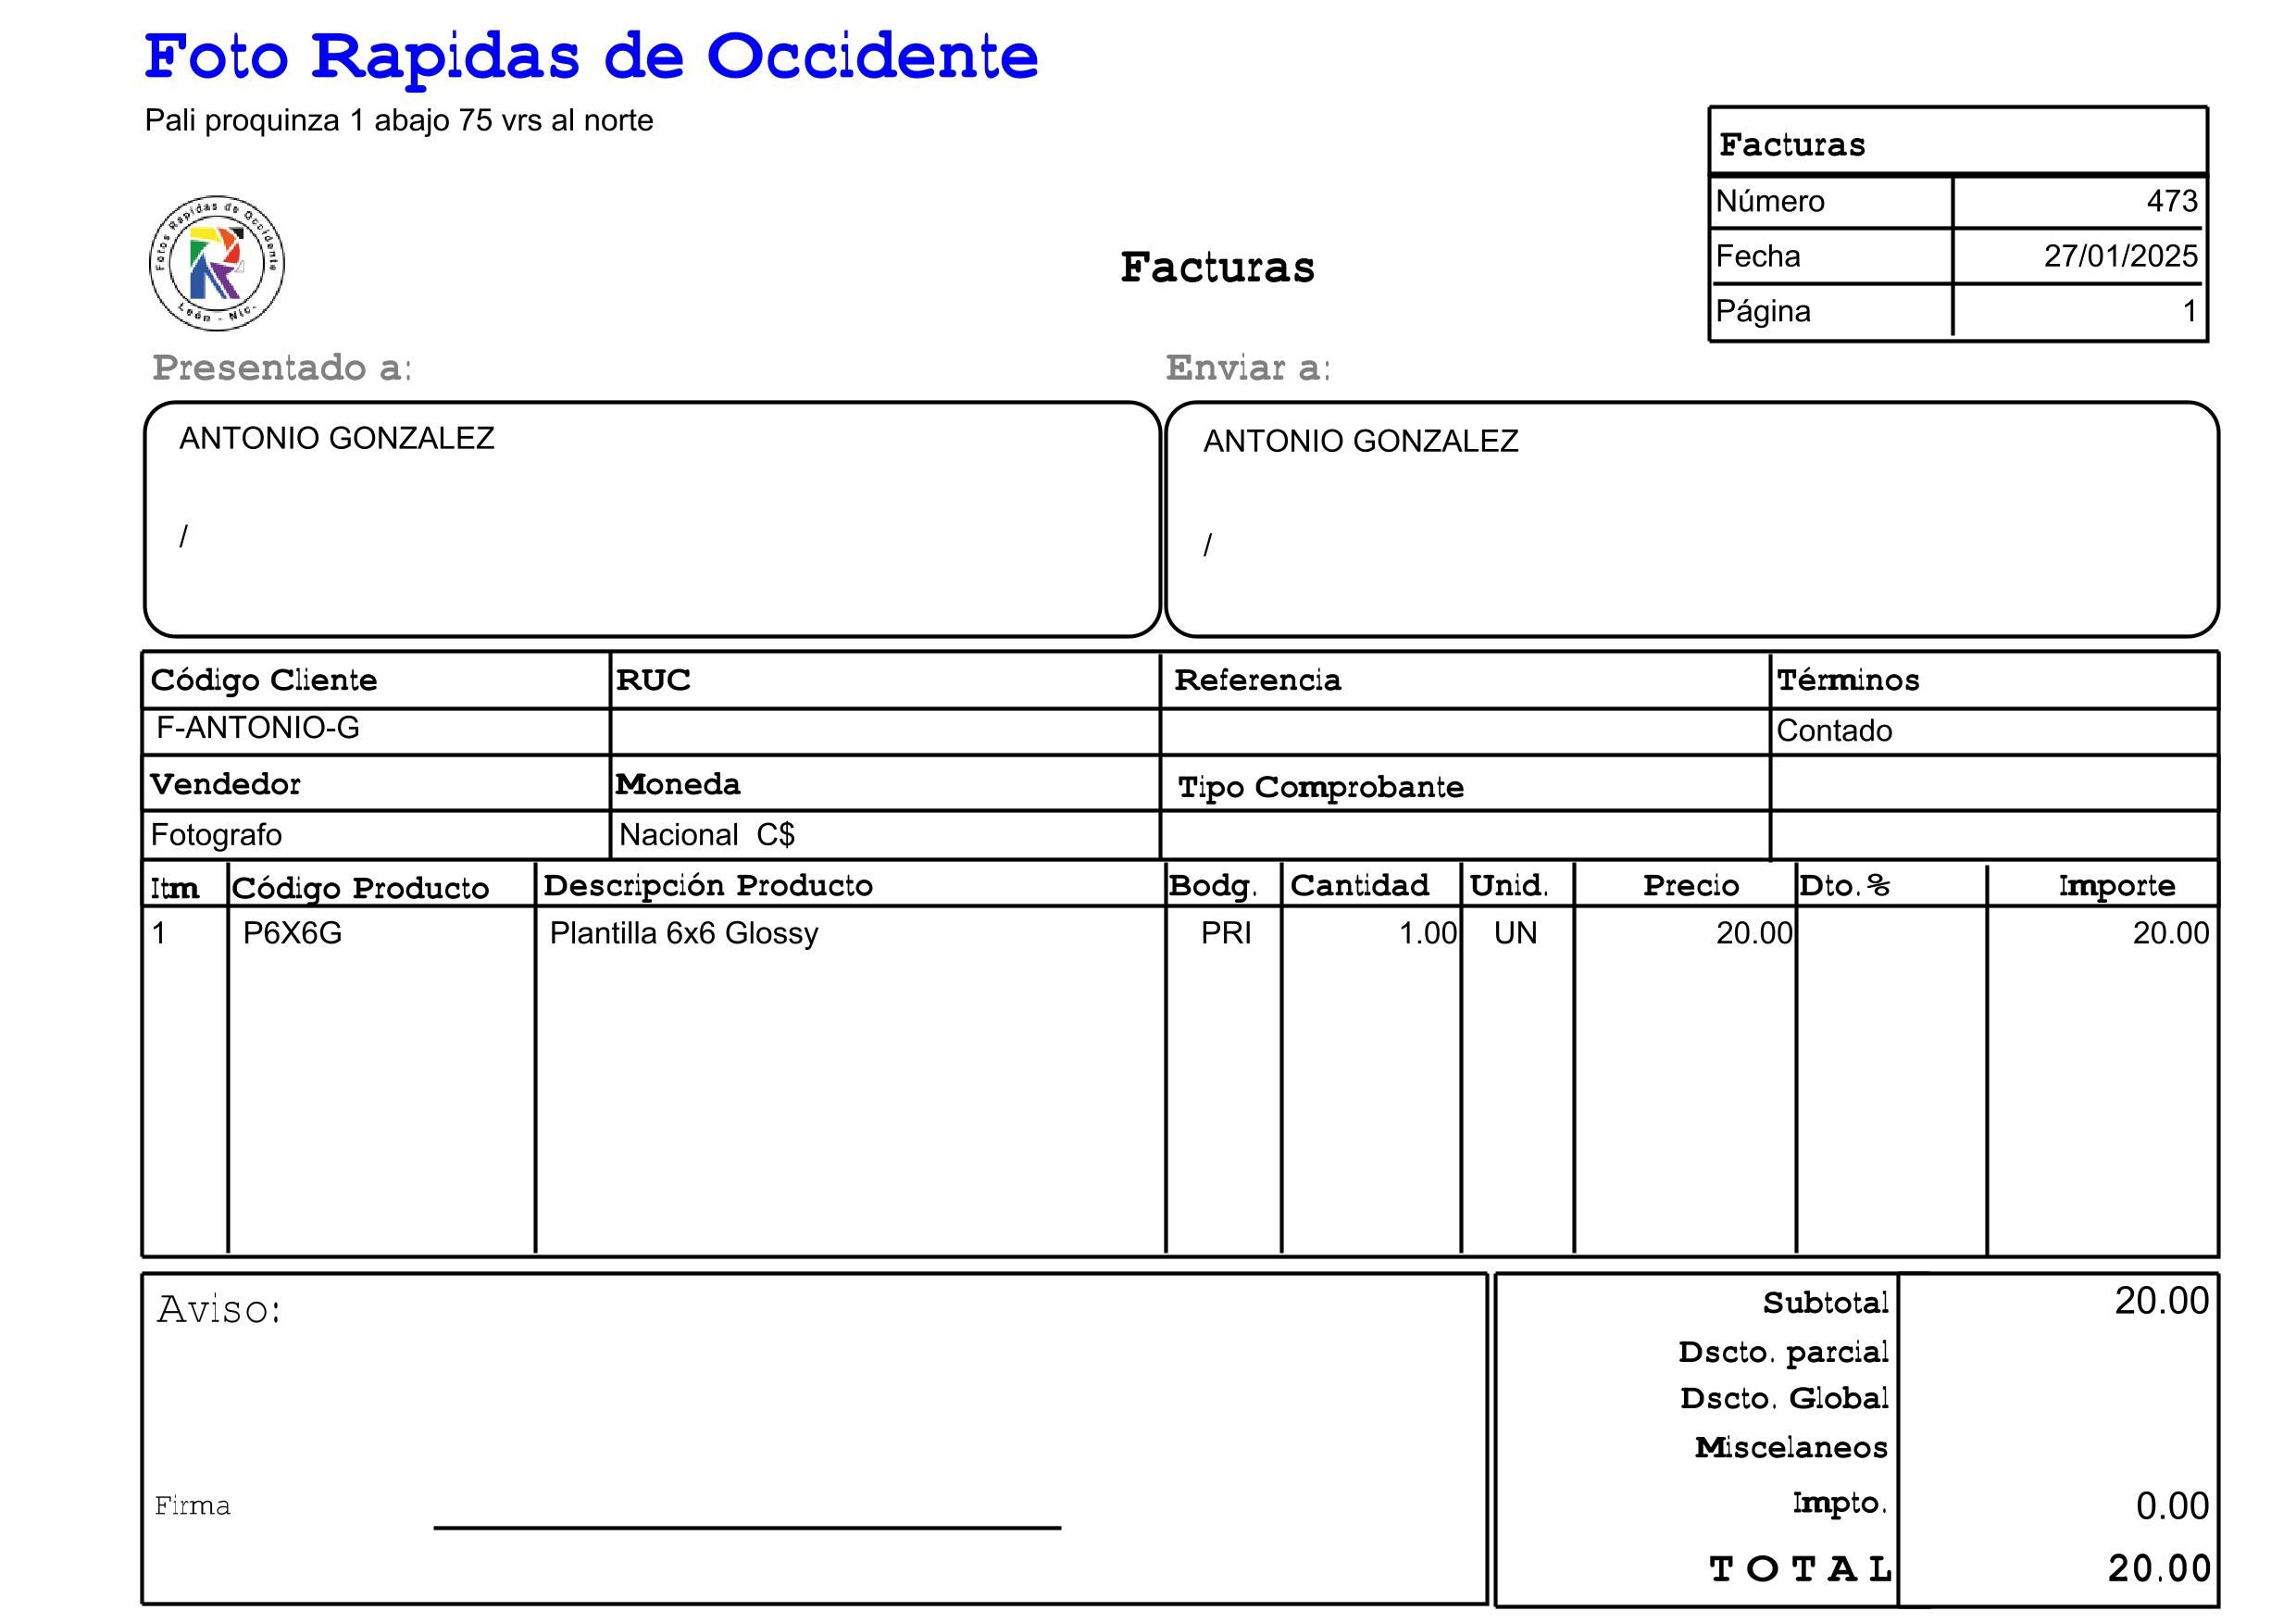 Foto Rapidas de Occidente
Pali proquinza 1 abajo 75 vrs al norte
Fotos Rapidas de Occidente
León - Nic.
Facturas
Facturas
Número 473
Fecha 27/01/2025
Página 1
Presentado a: Enviar a:
ANTONIO GONZALEZ ANTONIO GONZALEZ
/ /
Código Cliente RUC Referencia Términos
F-ANTONIO-G Contado
Vendedor Moneda Tipo Comprobante
Fotografo Nacional C$
Itm Código Producto Descripción Producto Bodg. Cantidad Unid. Precio Dto.% Importe
1 P6X6G Plantilla 6x6 Glossy PRI 1.00 UN 20.00 20.00
Aviso:
Firma
Subtotal 20.00
Dscto. parcial
Dscto. Global
Miscelaneos
Impto. 0.00
TOTAL 20.00